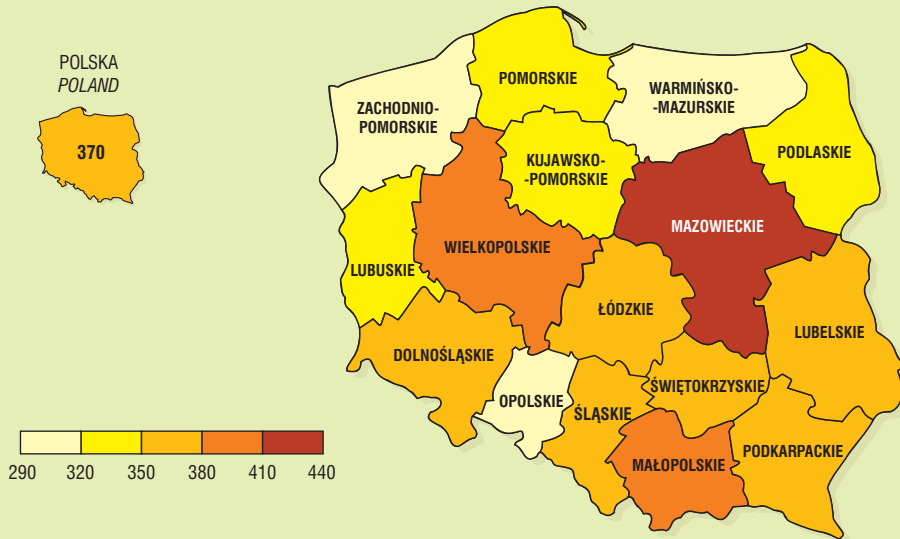 POLSKA
POLAND
370
POMORSKIE
WARMIŃSKO-
-MAZURSKIE
ZACHODNIO-
POMORSKIE
PODLASKIE
KUJAWSKO-
-POMORSKIE
MAZOWIECKIE
WIELKOPOLSKIE
LUBUSKIE
ŁÓDZKIE
LUBELSKIE
DOLNOŚLĄSKIE
ŚWIĘTOKRZYSKIE
OPOLSKIE
ŚLĄSKIE
PODKARPACKIE
MAŁOPOLSKIE
290 320 350 380 410 440